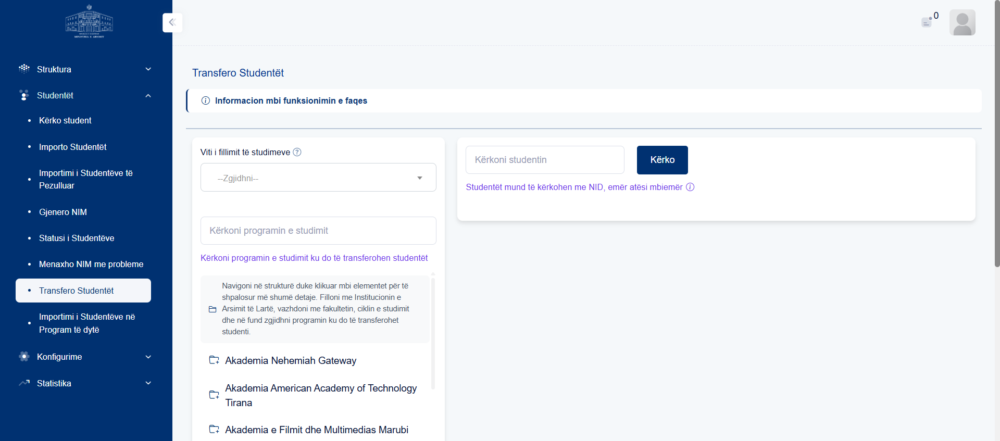 MINISTRIA E ARSIMIT
Struktura
Studentët
Kërko student
Importo Studentët
Importimi i Studentëve të
Pezulluar
Gjenero NIM
Statusi i Studentëve
Menaxho NIM me probleme
Transfero Studentët
Importimi i Studentëve në
Program të dytë
Konfigurime
Statistika
0
Transfero Studentët
Informacion mbi funksionimin e faqes
Viti i fillimit të studimeve
--Zgjidhni--
Kërkoni programin e studimit
Kërkoni programin e studimit ku do të transferohen studentët
Navigoni në strukturë duke klikuar mbi elementet për të
shpalosur më shumë detaje. Filloni me Institucionin e
Arsimit të Lartë, vazhdoni me fakultetin, ciklin e studimit
dhe në fund zgjidhni programin ku do të transferohet
studenti.
Akademia Nehemiah Gateway
Akademia American Academy of Technology
Tirana
Akademia e Filmit dhe Multimedias Marubi
Kërkoni studentin
Kërko
Studentët mund të kërkohen me NID, emër atësi mbiemër